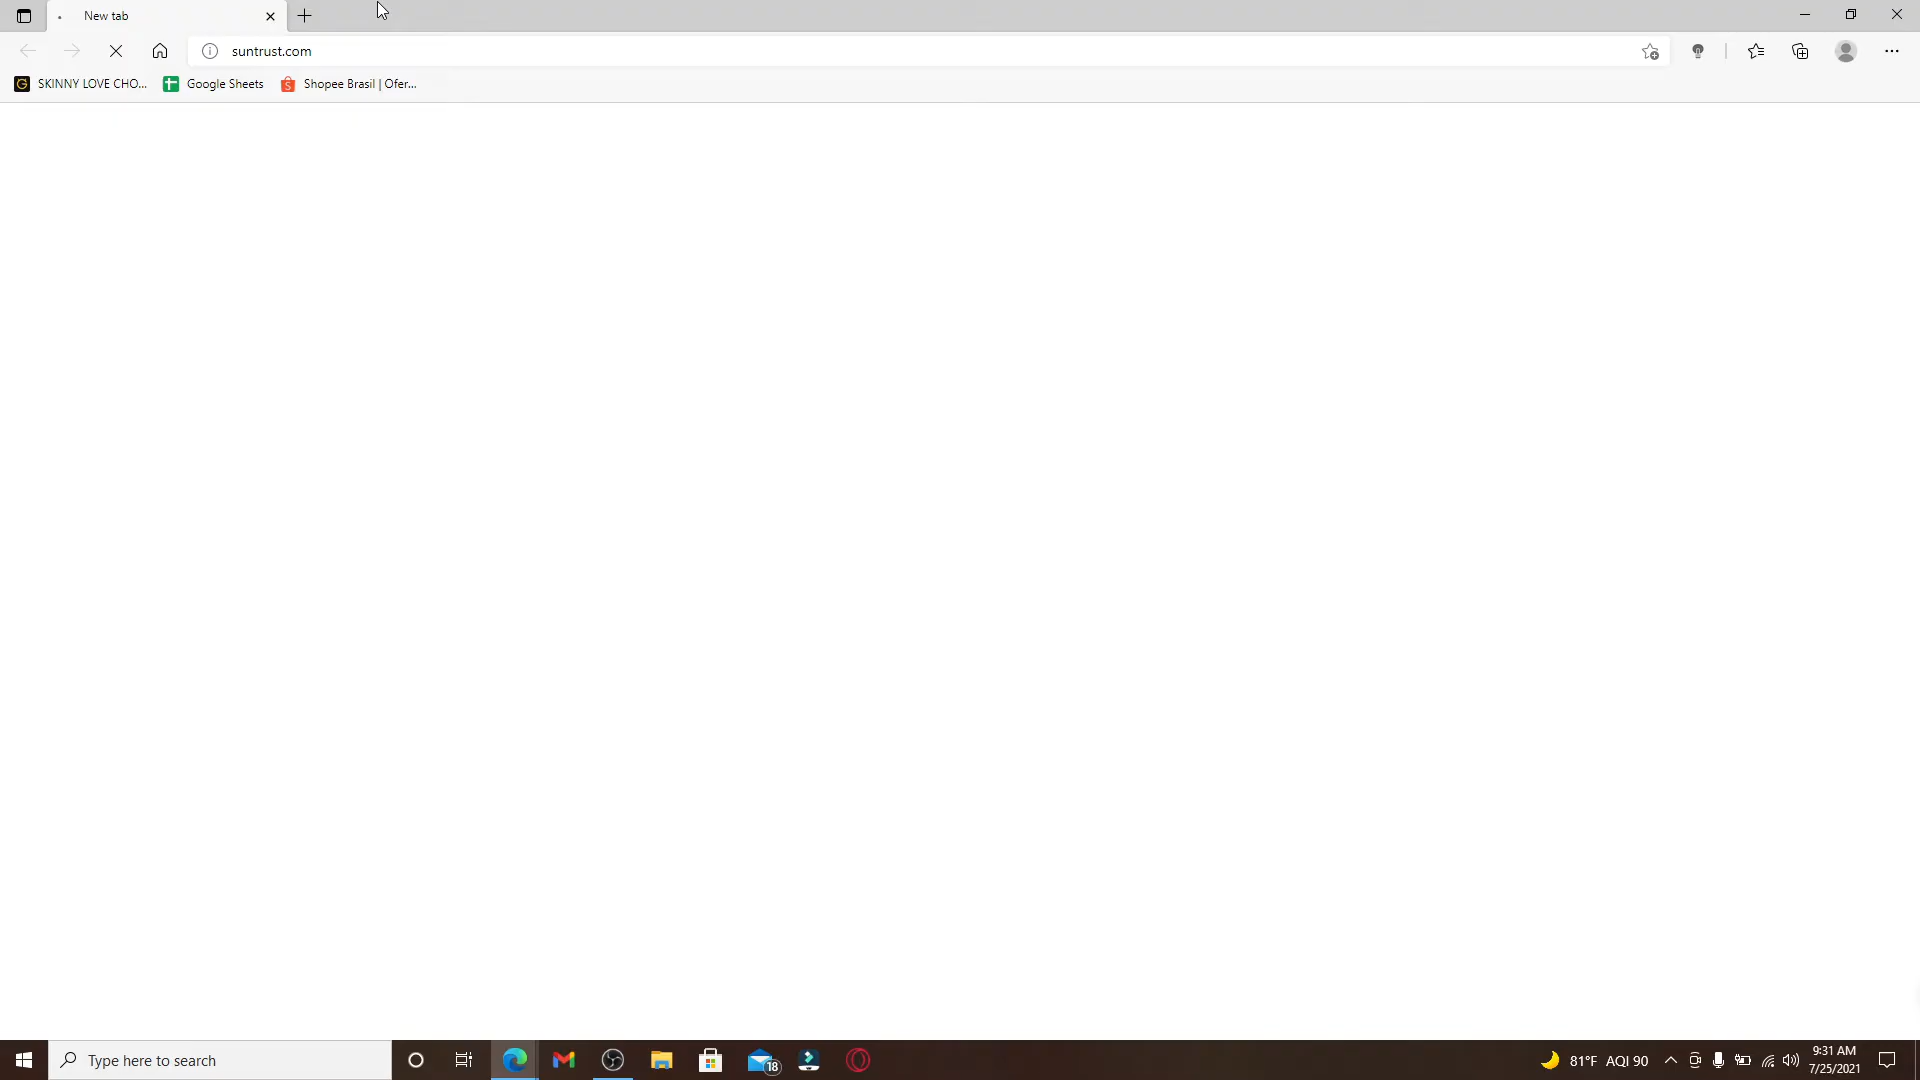 New tab
suntrust.com
SKINNY LOVE CHO...
Google Sheets
Shopee Brasil | Ofer...
Type here to search
18
81°F AQI 90
9:31 AM
7/25/2021